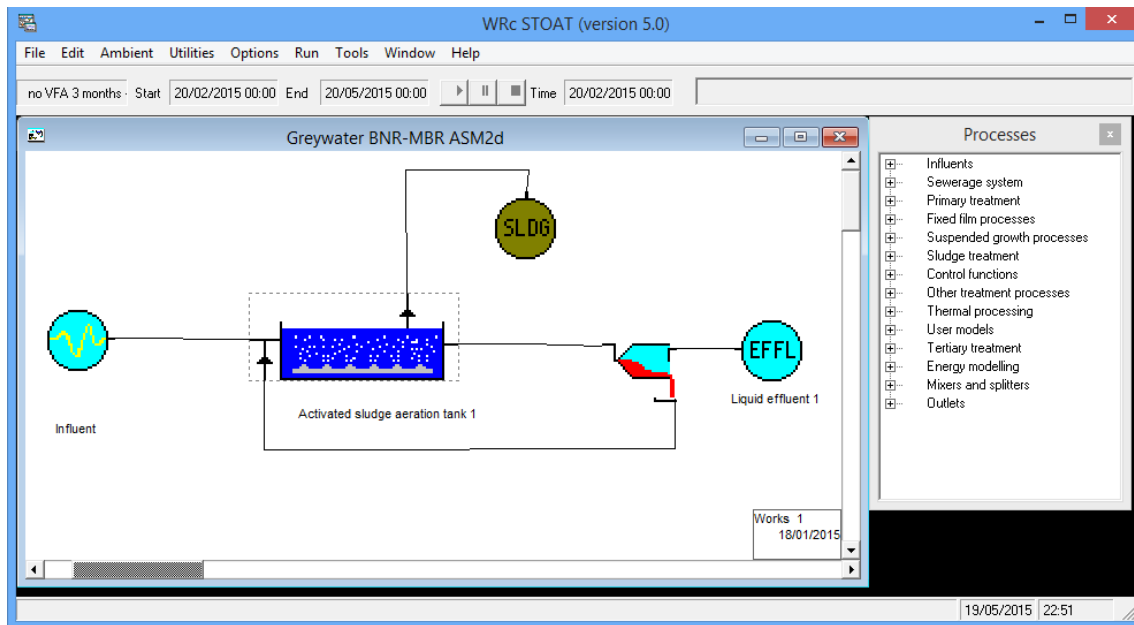 WRc STOAT (version 5.0)
File Edit Ambient Utilities Options Run Tools Window Help
no VFA 3 months · Start 20/02/2015 00:00 End 20/05/2015 00:00 Time 20/02/2015 00:00
Greywater BNR-MBR ASM2d
SLDG
EFFL
Activated sludge aeration tank 1
Liquid effluent 1
Influent
Works 1
18/01/2015
Processes
Influents
Sewerage system
Primary treatment
Fixed film processes
Suspended growth processes
Sludge treatment
Control functions
Other treatment processes
Thermal processing
User models
Tertiary treatment
Energy modelling
Mixers and splitters
Outlets
19/05/2015 22:51